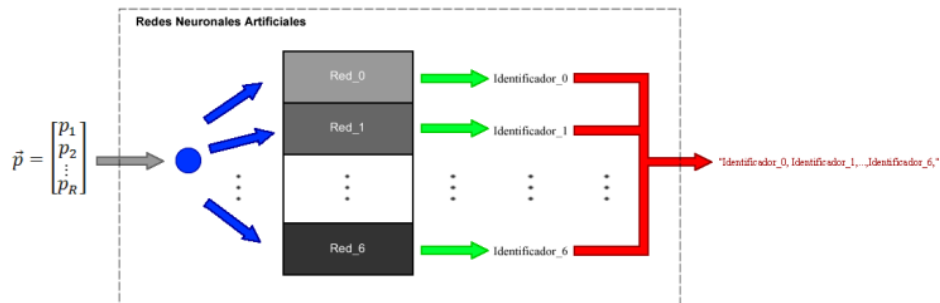 Redes Neuronales Artificiales
Red_0
Identificador_0
Red_1
Identificador_1
p⃗ = [p1 p2 ⋮ pR]
"Identificador_0, Identificador_1,...,Identificador_6,"
Red_6
Identificador_6